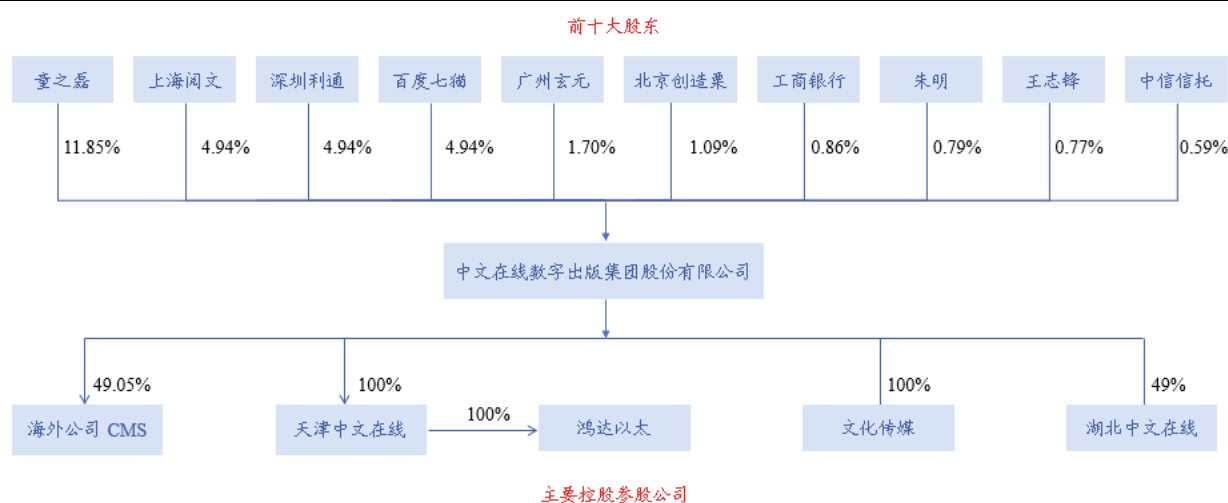 前十大股东
童之磊 上海阅文 深圳利通 百度七猫 广州玄元 北京创造栗 工商银行 朱明 王志锋 中信信托
11.85% 4.94% 4.94% 4.94% 1.70% 1.09% 0.86% 0.79% 0.77% 0.59%
中文在线数字出版集团股份有限公司
49.05% 100% 100% 49%
100%
海外公司 CMS 天津中文在线 鸿达以太 文化传媒 湖北中文在线
主要控股参股公司